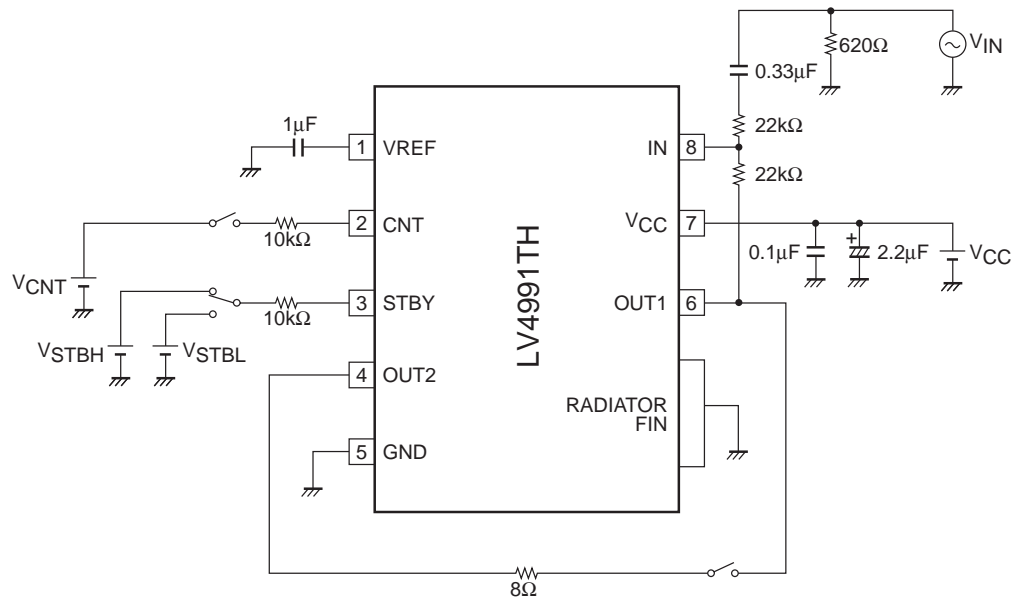 VIN
620Ω
0.33μF
1μF
22kΩ
1 VREF
IN 8
22kΩ
2 CNT
10kΩ
VCC 7
0.1μF
+
2.2μF
VCC
VCNT
LV4991TH
3 STBY
10kΩ
OUT1 6
VSTBH
VSTBL
4 OUT2
RADIATOR
FIN
5 GND
8Ω